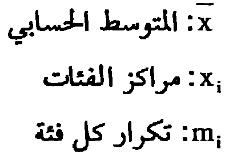 x̅: المتوسط الحسابي
xᵢ: مراكز الفئات
mᵢ: تكرار كل فئة